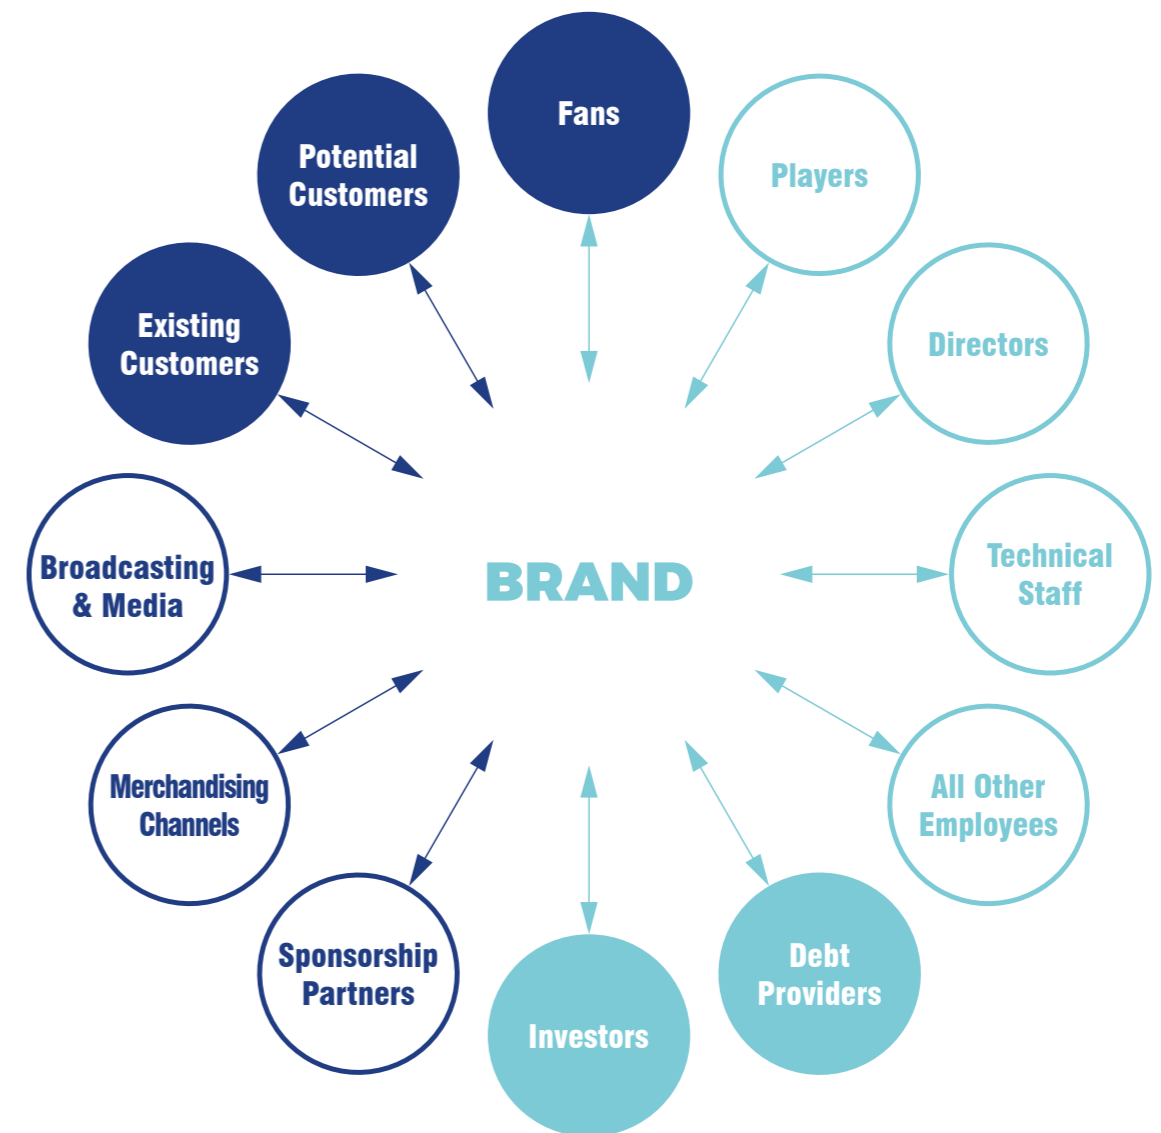 Fans
Potential
Customers
Players
Existing
Customers
Directors
Broadcasting
& Media
BRAND
Technical
Staff
Merchandising
Channels
All Other
Employees
Sponsorship
Partners
Debt
Providers
Investors